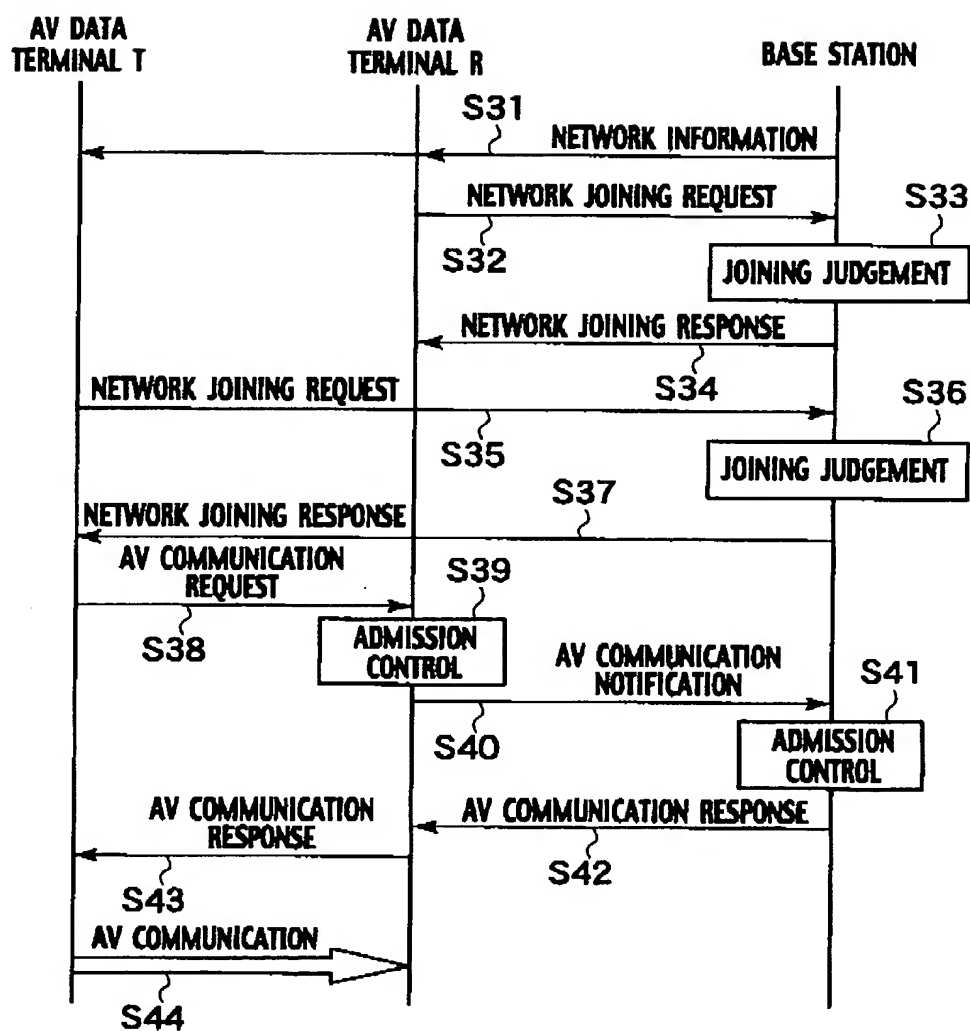 AV DATA
TERMINAL T
AV DATA
TERMINAL R
BASE STATION
S31
NETWORK INFORMATION
NETWORK JOINING REQUEST
S32
S33
JOINING JUDGEMENT
NETWORK JOINING RESPONSE
S34
NETWORK JOINING REQUEST
S35
S36
JOINING JUDGEMENT
S37
NETWORK JOINING RESPONSE
AV COMMUNICATION
REQUEST
S38
S39
ADMISSION
CONTROL
AV COMMUNICATION
NOTIFICATION
S40
S41
ADMISSION
CONTROL
AV COMMUNICATION RESPONSE
S42
AV COMMUNICATION
RESPONSE
S43
AV COMMUNICATION
S44